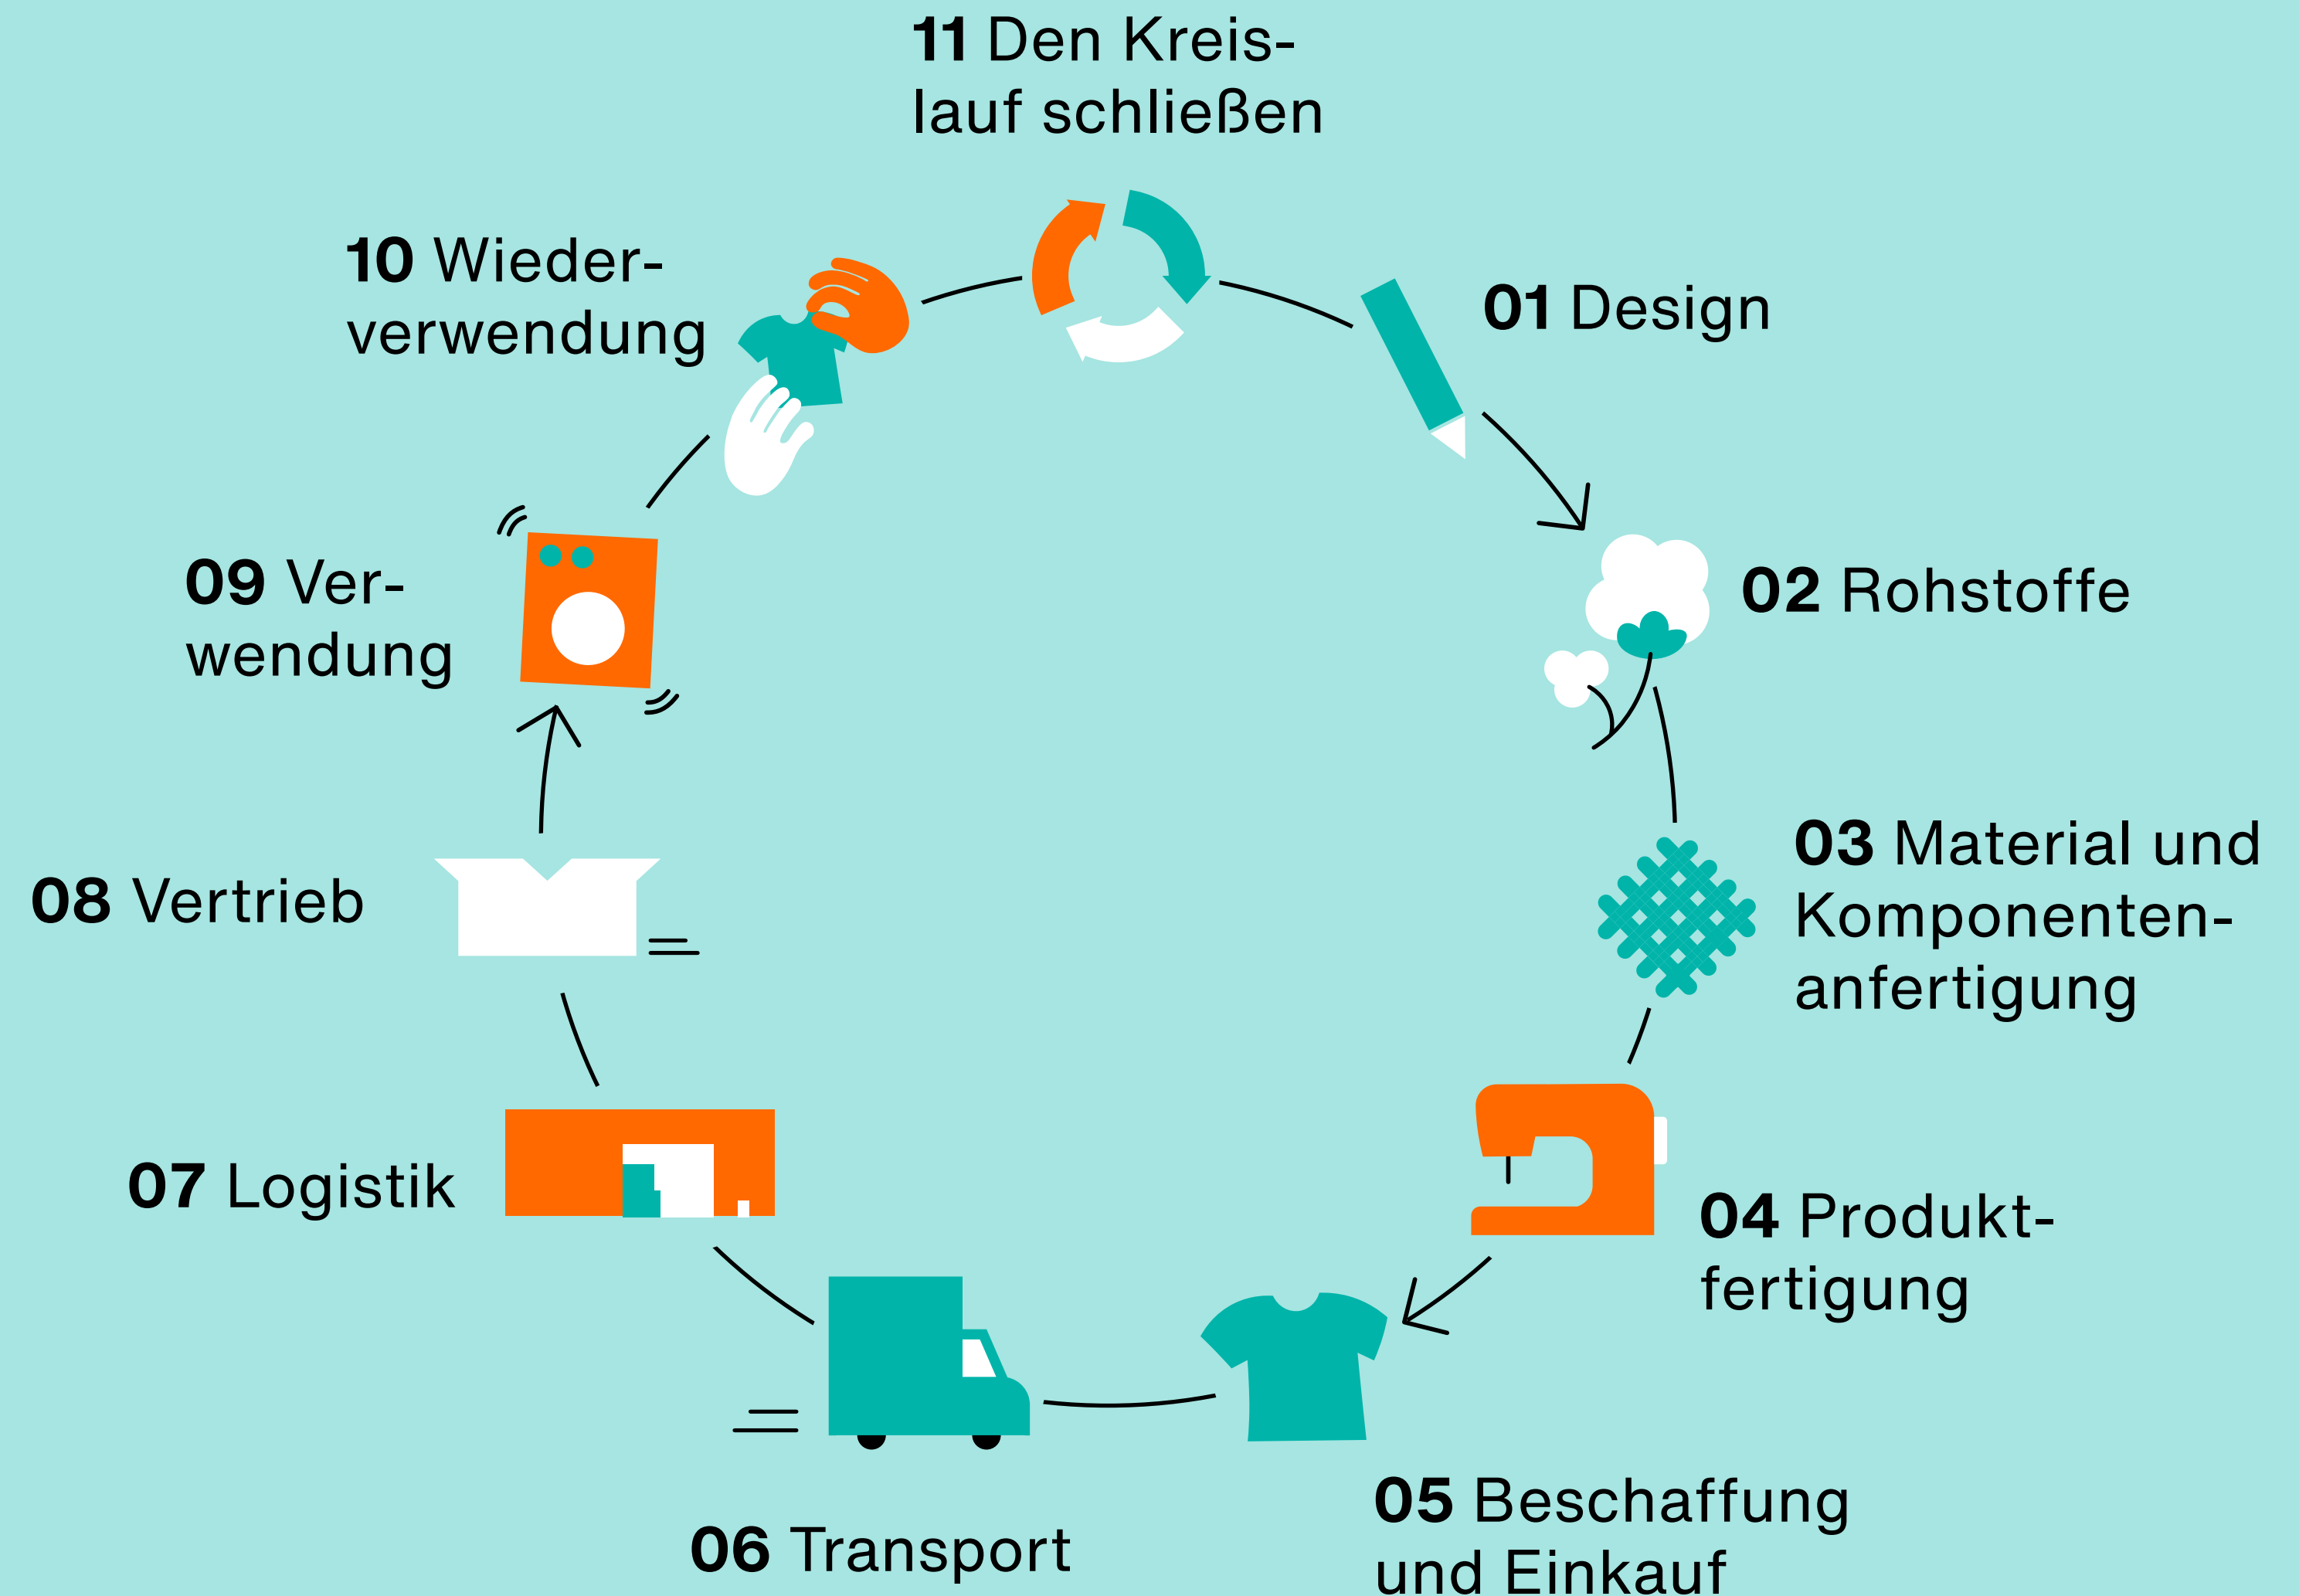 11 Den Kreis-
lauf schließen
10 Wieder-
verwendung
01 Design
09 Ver-
wendung
02 Rohstoffe
08 Vertrieb
03 Material und
Komponenten-
anfertigung
07 Logistik
04 Produkt-
fertigung
06 Transport
05 Beschaffung
und Einkauf